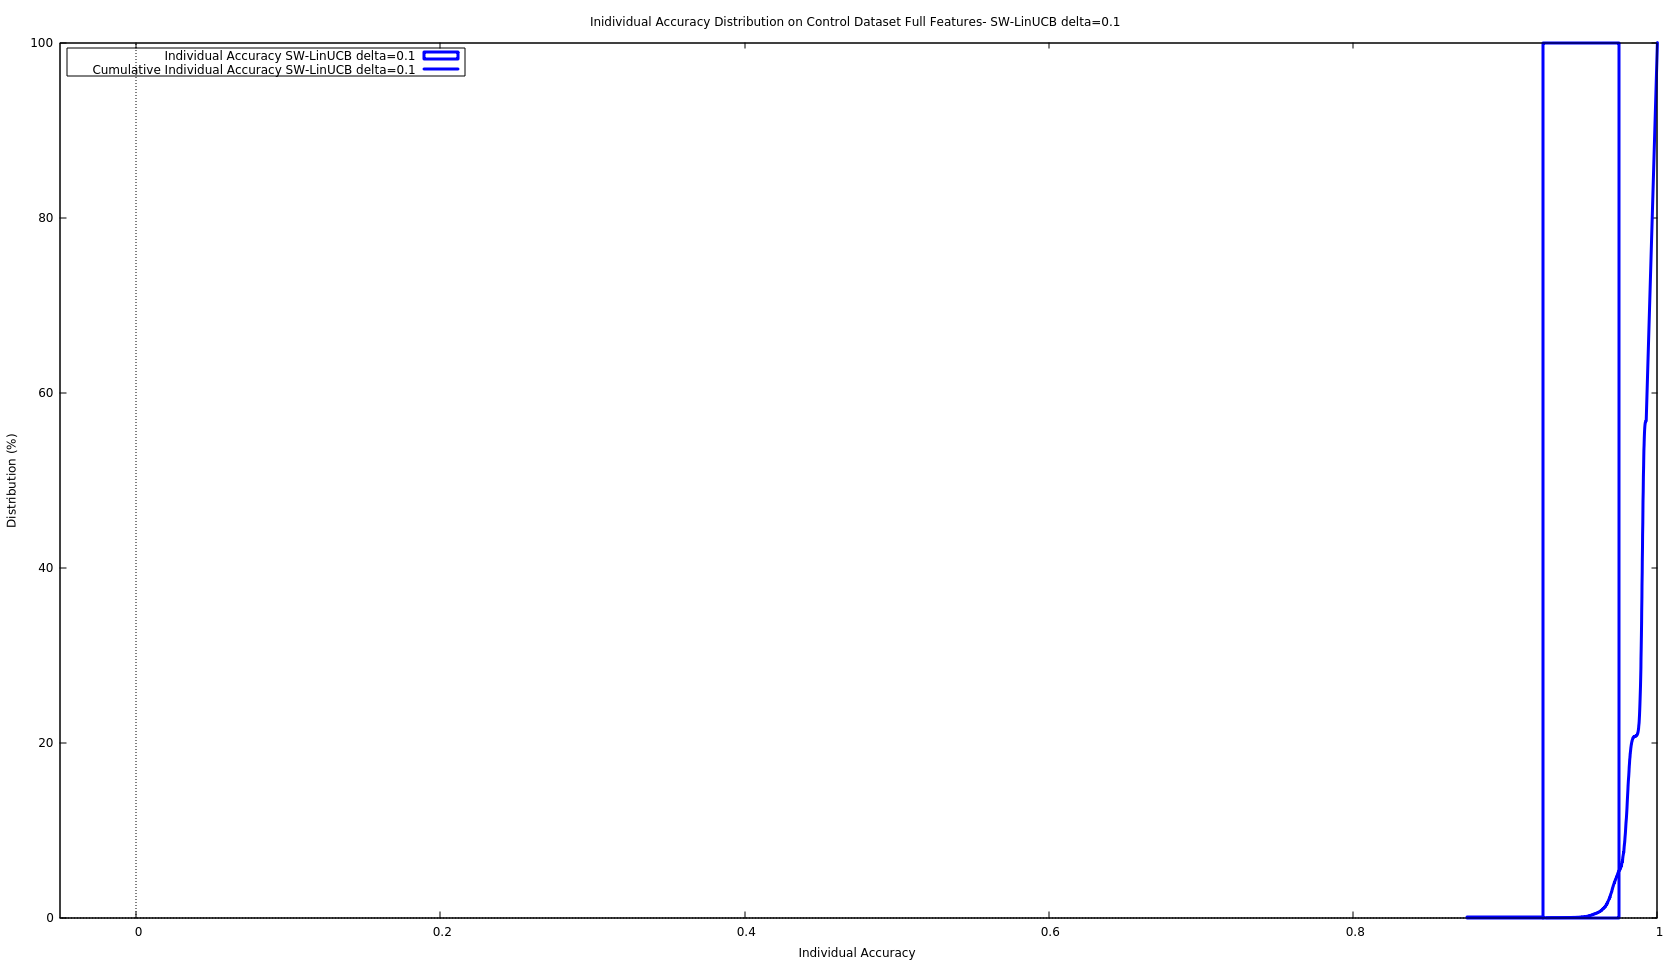 Inidividual Accuracy Distribution on Control Dataset Full Features- SW-LinUCB delta=0.1
100
Individual Accuracy SW-LinUCB delta=0.1
Cumulative Individual Accuracy SW-LinUCB delta=0.1
80
60
Distribution (%)
40
20
0
0 0.2 0.4 0.6 0.8 1
Individual Accuracy